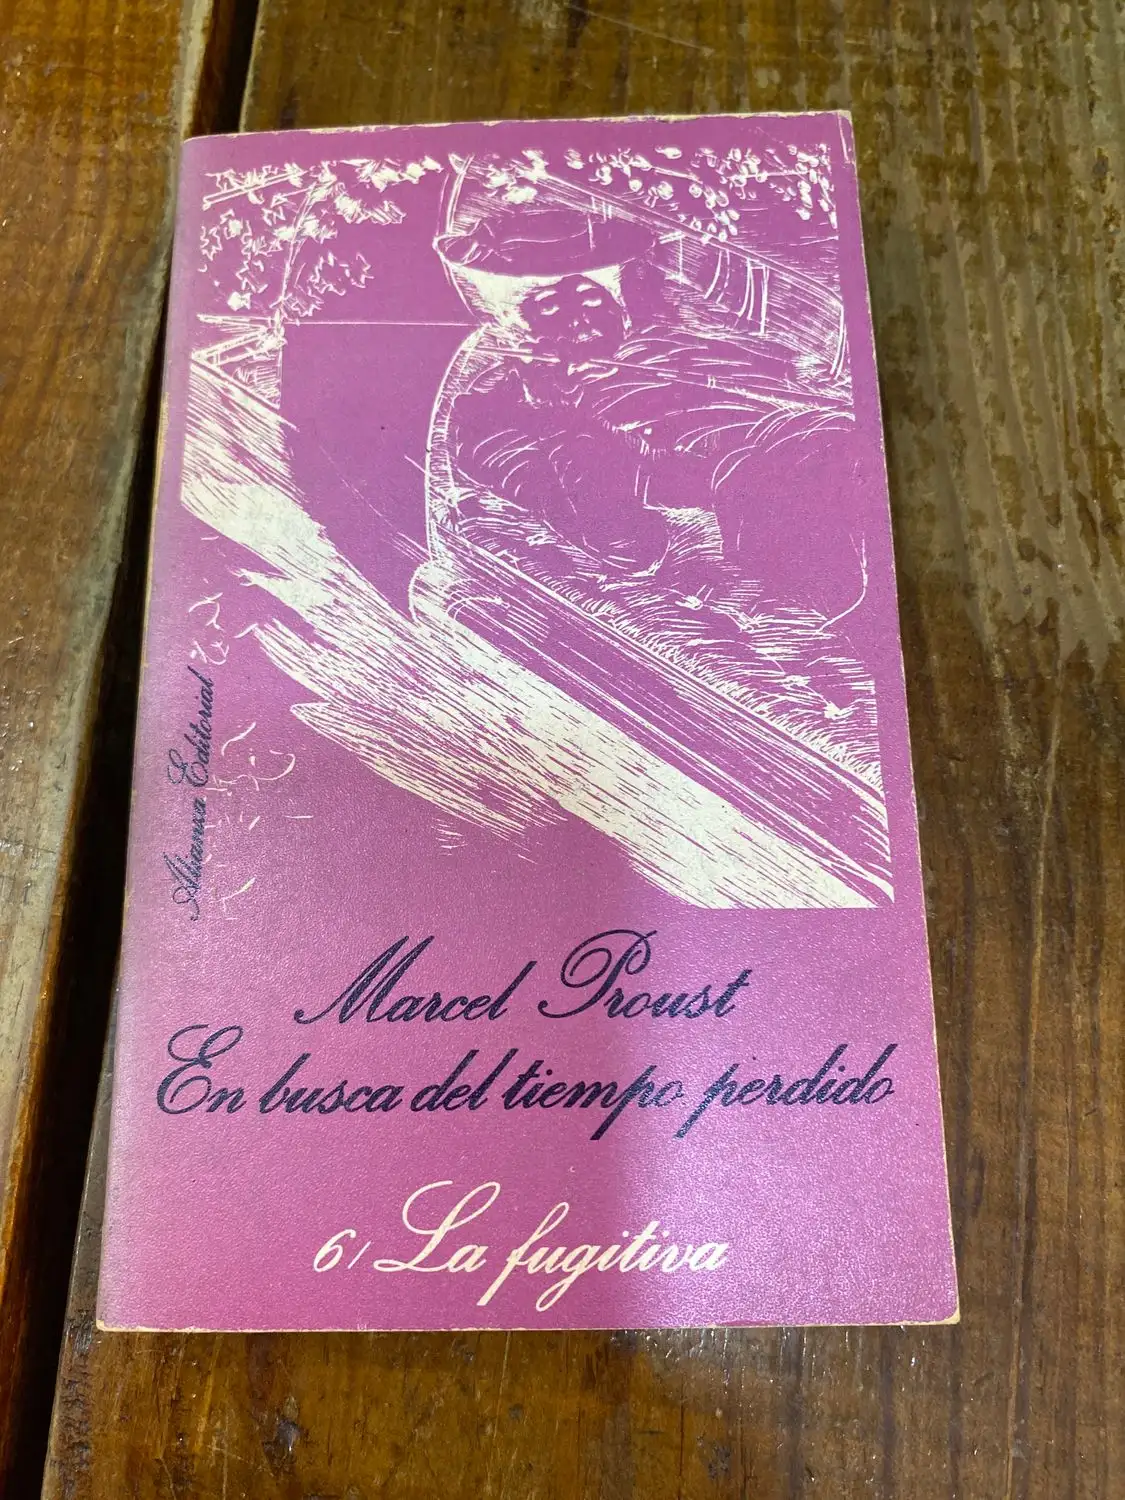 Alianza Editorial
Marcel Proust
En busca del tiempo perdido
6/ La fugitiva